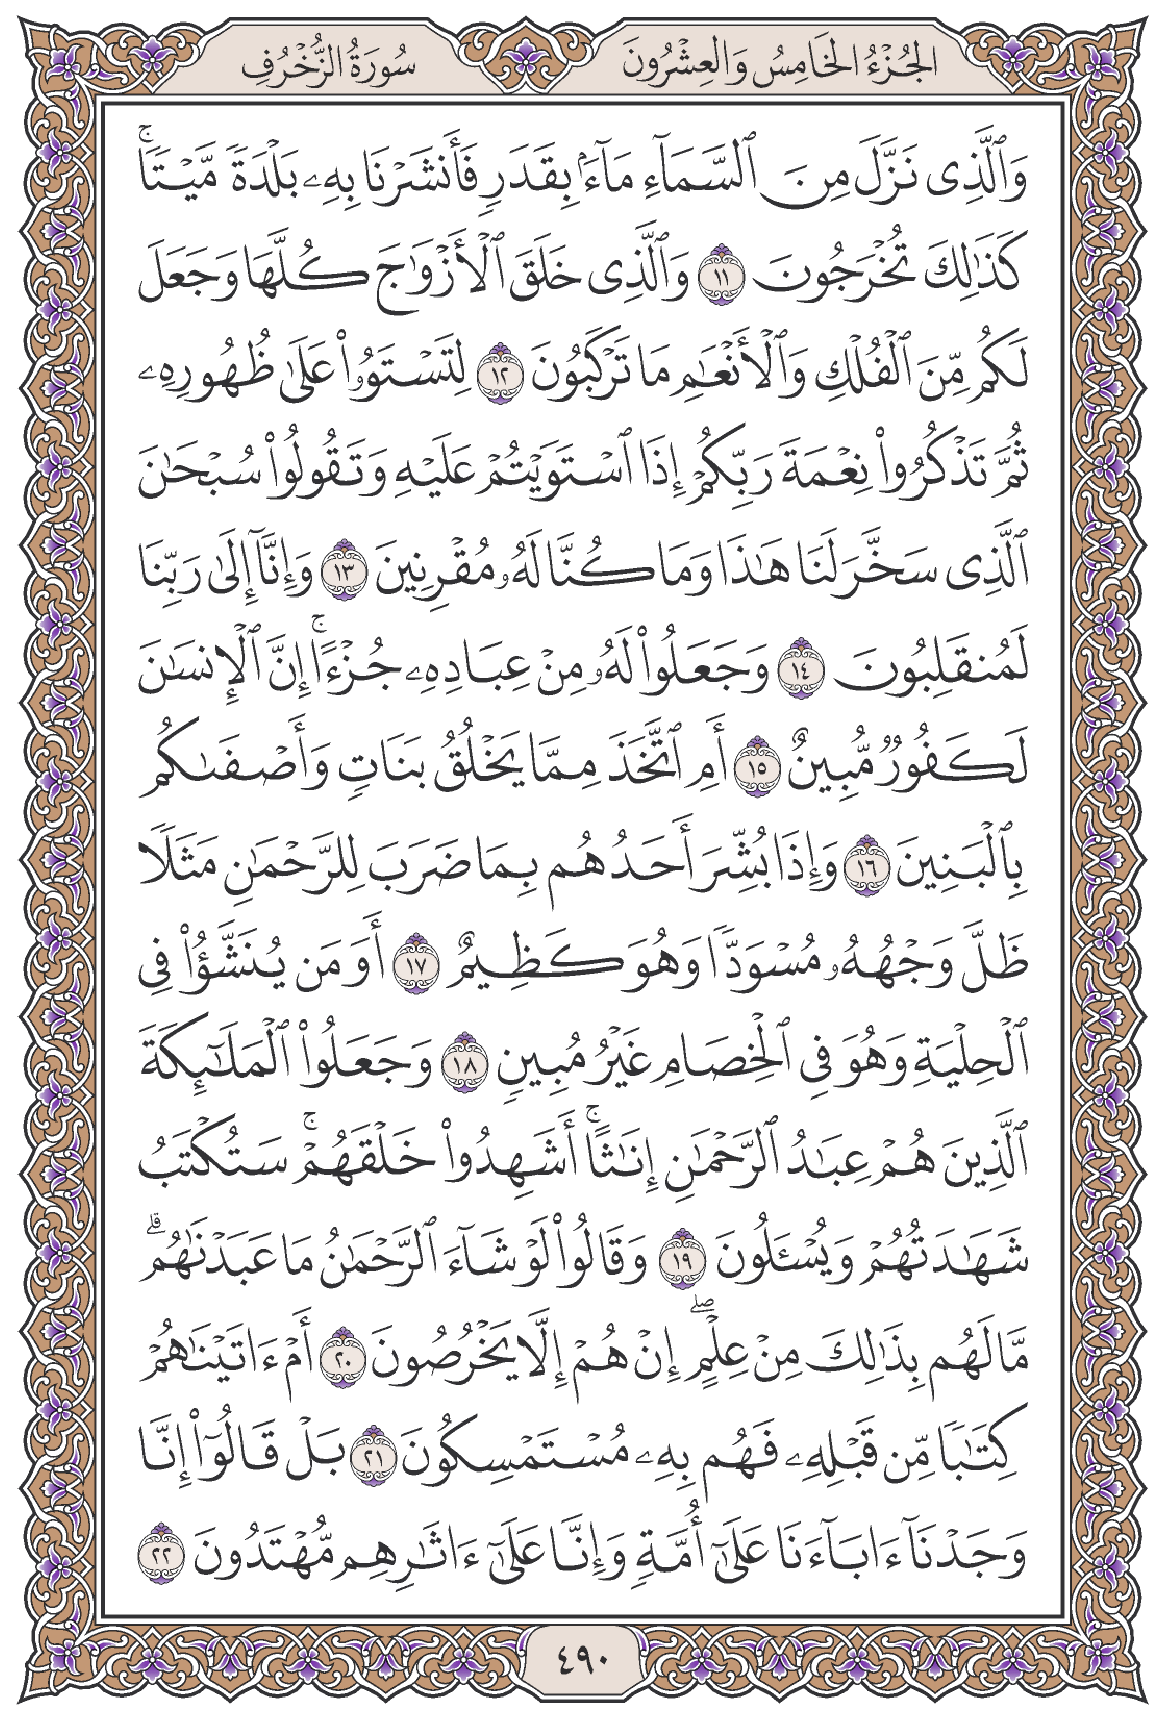 الجُزْءُ الخَامِسُ وَالعِشْرُونَ
سُورَةُ الزُّخْرُفِ
وَٱلَّذِى نَزَّلَ مِنَ ٱلسَّمَآءِ مَآءَۢ بِقَدَرٍ فَأَنشَرْنَا بِهِۦ بَلْدَةً مَّيْتًاۚ
كَذَٰلِكَ تُخْرَجُونَ ١١ وَٱلَّذِى خَلَقَ ٱلْأَزْوَٰجَ كُلَّهَا وَجَعَلَ
لَكُم مِّنَ ٱلْفُلْكِ وَٱلْأَنْعَٰمِ مَا تَرْكَبُونَ ١٢ لِتَسْتَوُۥا۟ عَلَىٰ ظُهُورِهِۦ
ثُمَّ تَذْكُرُوا۟ نِعْمَةَ رَبِّكُمْ إِذَا ٱسْتَوَيْتُمْ عَلَيْهِ وَتَقُولُوا۟ سُبْحَٰنَ
ٱلَّذِى سَخَّرَ لَنَا هَٰذَا وَمَا كُنَّا لَهُۥ مُقْرِنِينَ ١٣ وَإِنَّآ إِلَىٰ رَبِّنَا
لَمُنقَلِبُونَ ١٤ وَجَعَلُوا۟ لَهُۥ مِنْ عِبَادِهِۦ جُزْءًاۚ إِنَّ ٱلْإِنسَٰنَ
لَكَفُورٌ مُّبِينٌ ١٥ أَمِ ٱتَّخَذَ مِمَّا يَخْلُقُ بَنَاتٍ وَأَصْفَىٰكُم
بِٱلْبَنِينَ ١٦ وَإِذَا بُشِّرَ أَحَدُهُم بِمَا ضَرَبَ لِلرَّحْمَٰنِ مَثَلًا
ظَلَّ وَجْهُهُۥ مُسْوَدًّا وَهُوَ كَظِيمٌ ١٧ أَوَمَن يُنَشَّؤُا۟ فِى
ٱلْحِلْيَةِ وَهُوَ فِى ٱلْخِصَامِ غَيْرُ مُبِينٍ ١٨ وَجَعَلُوا۟ ٱلْمَلَٰٓئِكَةَ
ٱلَّذِينَ هُمْ عِبَٰدُ ٱلرَّحْمَٰنِ إِنَٰثًاۚ أَشَهِدُوا۟ خَلْقَهُمْۚ سَتُكْتَبُ
شَهَٰدَتُهُمْ وَيُسْـَٔلُونَ ١٩ وَقَالُوا۟ لَوْ شَآءَ ٱلرَّحْمَٰنُ مَا عَبَدْنَٰهُمۗ
مَّا لَهُم بِذَٰلِكَ مِنْ عِلْمٍۖ إِنْ هُمْ إِلَّا يَخْرُصُونَ ٢٠ أَمْ ءَاتَيْنَٰهُمْ
كِتَٰبًا مِّن قَبْلِهِۦ فَهُم بِهِۦ مُسْتَمْسِكُونَ ٢١ بَلْ قَالُوٓا۟ إِنَّا
وَجَدْنَآ ءَابَآءَنَا عَلَىٰٓ أُمَّةٍ وَإِنَّا عَلَىٰٓ ءَاثَٰرِهِم مُّهْتَدُونَ ٢٢
٤٩٠